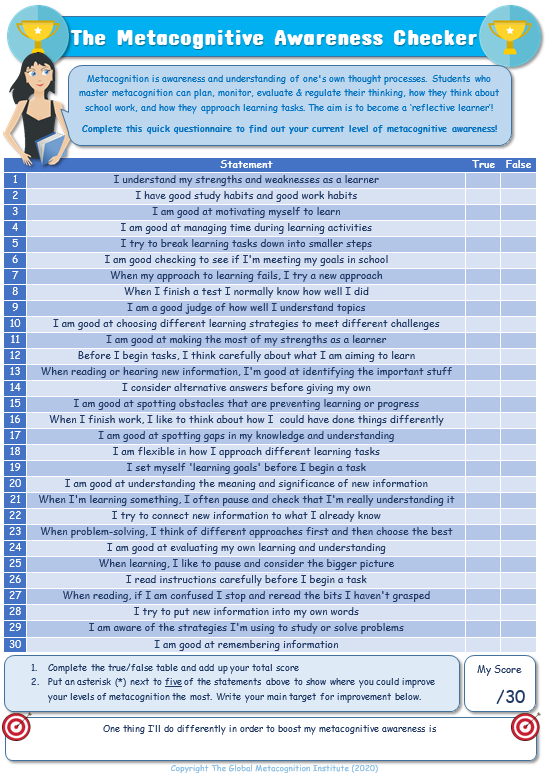 The Metacognitive Awareness Checker
Metacognition is awareness and understanding of one's own thought processes. Students who
master metacognition can plan, monitor, evaluate & regulate their thinking, how they think about
school work, and how they approach learning tasks. The aim is to become a 'reflective learner'!
Complete this quick questionnaire to find out your current level of metacognitive awareness!
Statement True False
1 I understand my strengths and weaknesses as a learner
2 I have good study habits and good work habits
3 I am good at motivating myself to learn
4 I am good at managing time during learning activities
5 I try to break learning tasks down into smaller steps
6 I am good checking to see if I'm meeting my goals in school
7 When my approach to learning fails, I try a new approach
8 When I finish a test I normally know how well I did
9 I am a good judge of how well I understand topics
10 I am good at choosing different learning strategies to meet different challenges
11 I am good at making the most of my strengths as a learner
12 Before I begin tasks, I think carefully about what I am aiming to learn
13 When reading or hearing new information, I'm good at identifying the important stuff
14 I consider alternative answers before giving my own
15 I am good at spotting obstacles that are preventing learning or progress
16 When I finish work, I like to think about how I could have done things differently
17 I am good at spotting gaps in my knowledge and understanding
18 I am flexible in how I approach different learning tasks
19 I set myself 'learning goals' before I begin a task
20 I am good at understanding the meaning and significance of new information
21 When I'm learning something, I often pause and check that I'm really understanding it
22 I try to connect new information to what I already know
23 When problem-solving, I think of different approaches first and then choose the best
24 I am good at evaluating my own learning and understanding
25 When learning, I like to pause and consider the bigger picture
26 I read instructions carefully before I begin a task
27 When reading, if I am confused I stop and reread the bits I haven't grasped
28 I try to put new information into my own words
29 I am aware of the strategies I'm using to study or solve problems
30 I am good at remembering information
1. Complete the true/false table and add up your total score
2. Put an asterisk (*) next to five of the statements above to show where you could improve
your levels of metacognition the most. Write your main target for improvement below.
My Score
/30
One thing I'll do differently in order to boost my metacognitive awareness is
Copyright The Global Metacognition Institute (2020)